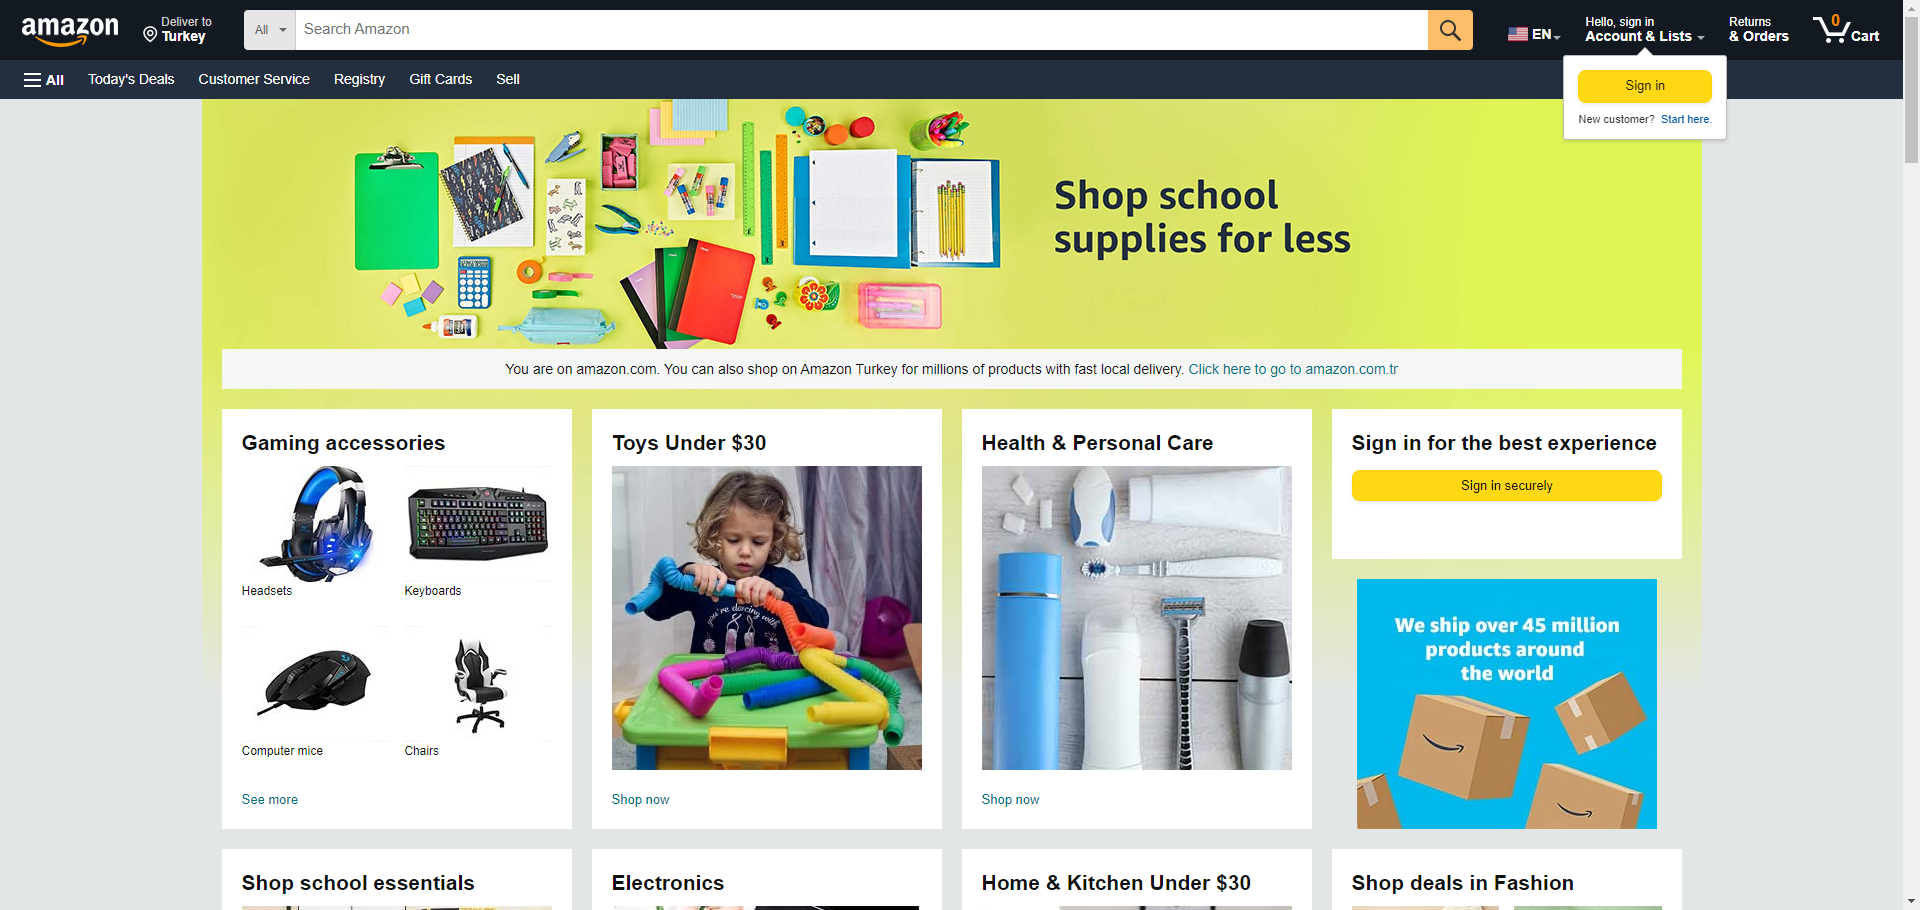 amazon
Deliver to
Turkey
All
Search Amazon
EN
Hello, sign in
Account & Lists
Returns
& Orders
0
Cart
All
Today's Deals
Customer Service
Registry
Gift Cards
Sell
Sign in
New customer? Start here.
Shop school
supplies for less
You are on amazon.com. You can also shop on Amazon Turkey for millions of products with fast local delivery. Click here to go to amazon.com.tr
Gaming accessories
Headsets
Keyboards
Computer mice
Chairs
See more
Toys Under $30
you're dancing with
Shop now
Health & Personal Care
Shop now
Sign in for the best experience
Sign in securely
We ship over 45 million
products around
the world
Shop school essentials
Electronics
Home & Kitchen Under $30
Shop deals in Fashion